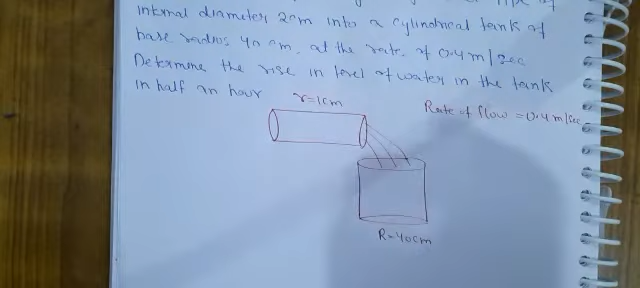 of
internal diameter 2cm into a cylindrical tank of
base radius 40 cm. at the rate of 0.4 m/sec
Determine the rise in level of water in the tank
in half an hour
r=1cm
Rate of flow = 0.4 m/sec
R=40cm